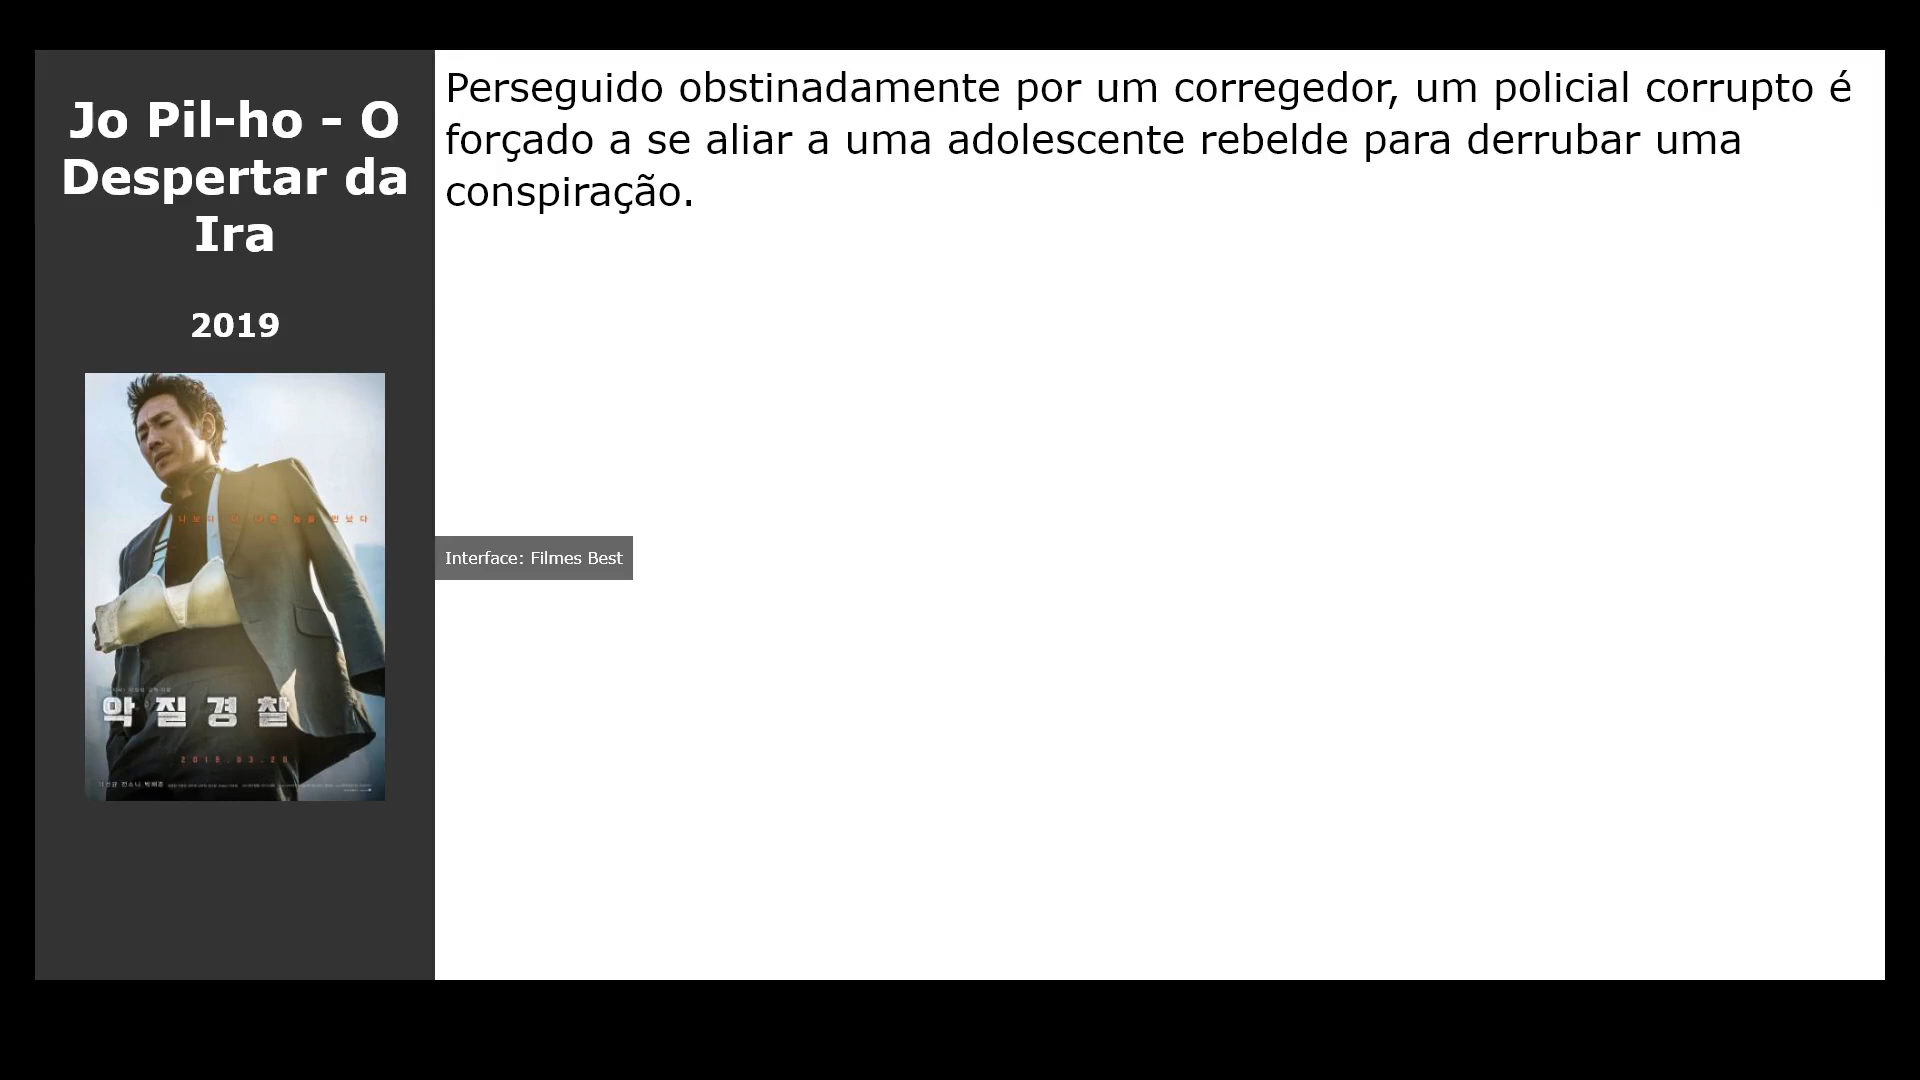 Jo Pil-ho - O
Despertar da
Ira
2019
악질경찰
Perseguido obstinadamente por um corregedor, um policial corrupto é
forçado a se aliar a uma adolescente rebelde para derrubar uma
conspiração.
Interface: Filmes Best